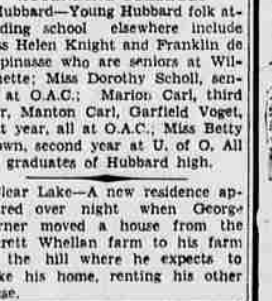 Hubbard—Young Hubbard folk at-
ding school elsewhere include
ss Helen Knight and Franklin de
pinasse who are seniors at Wil-
ette; Miss Dorothy Scholl, sen-
at O.A.C.; Marion Carl, third
r, Manton Carl, Garfield Voget,
t year, all at O.A.C.; Miss Betty
wn, second year at U. of O. All
graduates of Hubbard high.
lear Lake—A new residence ap-
red over night when George
rner moved a house from the
rett Whellan farm to his farm
the hill where he expects to
ke his home, renting his other
se.